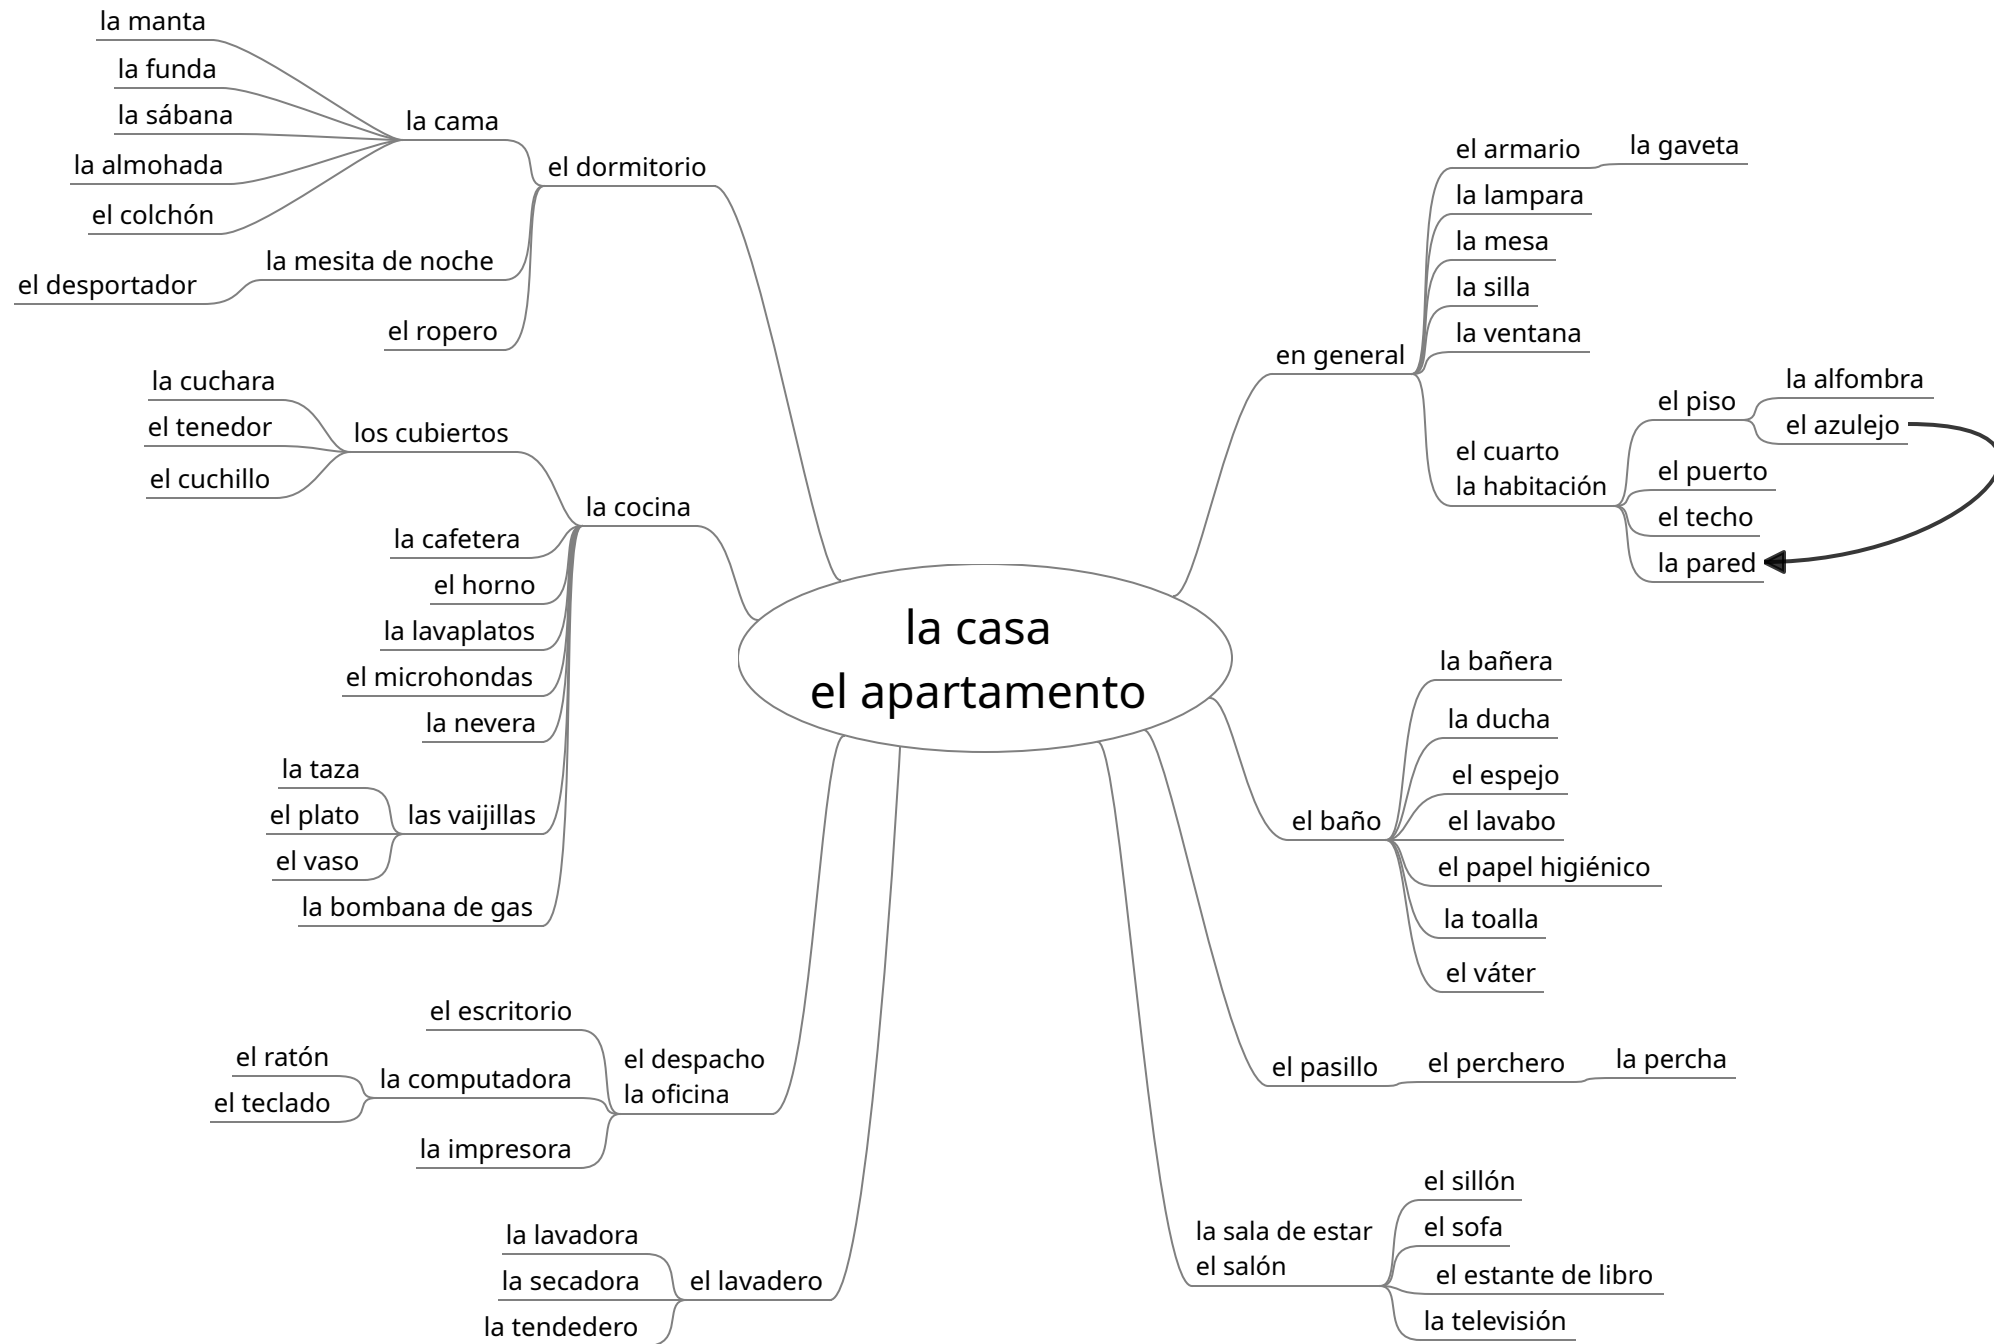 la casa
el apartamento
el dormitorio
la cama
la manta
la funda
la sábana
la almohada
el colchón
la mesita de noche
el desportador
el ropero
la cocina
los cubiertos
la cuchara
el tenedor
el cuchillo
la cafetera
el horno
la lavaplatos
el microhondas
la nevera
las vaijillas
la taza
el plato
el vaso
la bombana de gas
el despacho
la oficina
el escritorio
la computadora
el ratón
el teclado
la impresora
el lavadero
la lavadora
la secadora
la tendedero
en general
el armario
la gaveta
la lampara
la mesa
la silla
la ventana
el cuarto
la habitación
el piso
la alfombra
el azulejo
el puerto
el techo
la pared
el baño
la bañera
la ducha
el espejo
el lavabo
el papel higiénico
la toalla
el váter
el pasillo
el perchero
la percha
la sala de estar
el salón
el sillón
el sofa
el estante de libro
la televisión